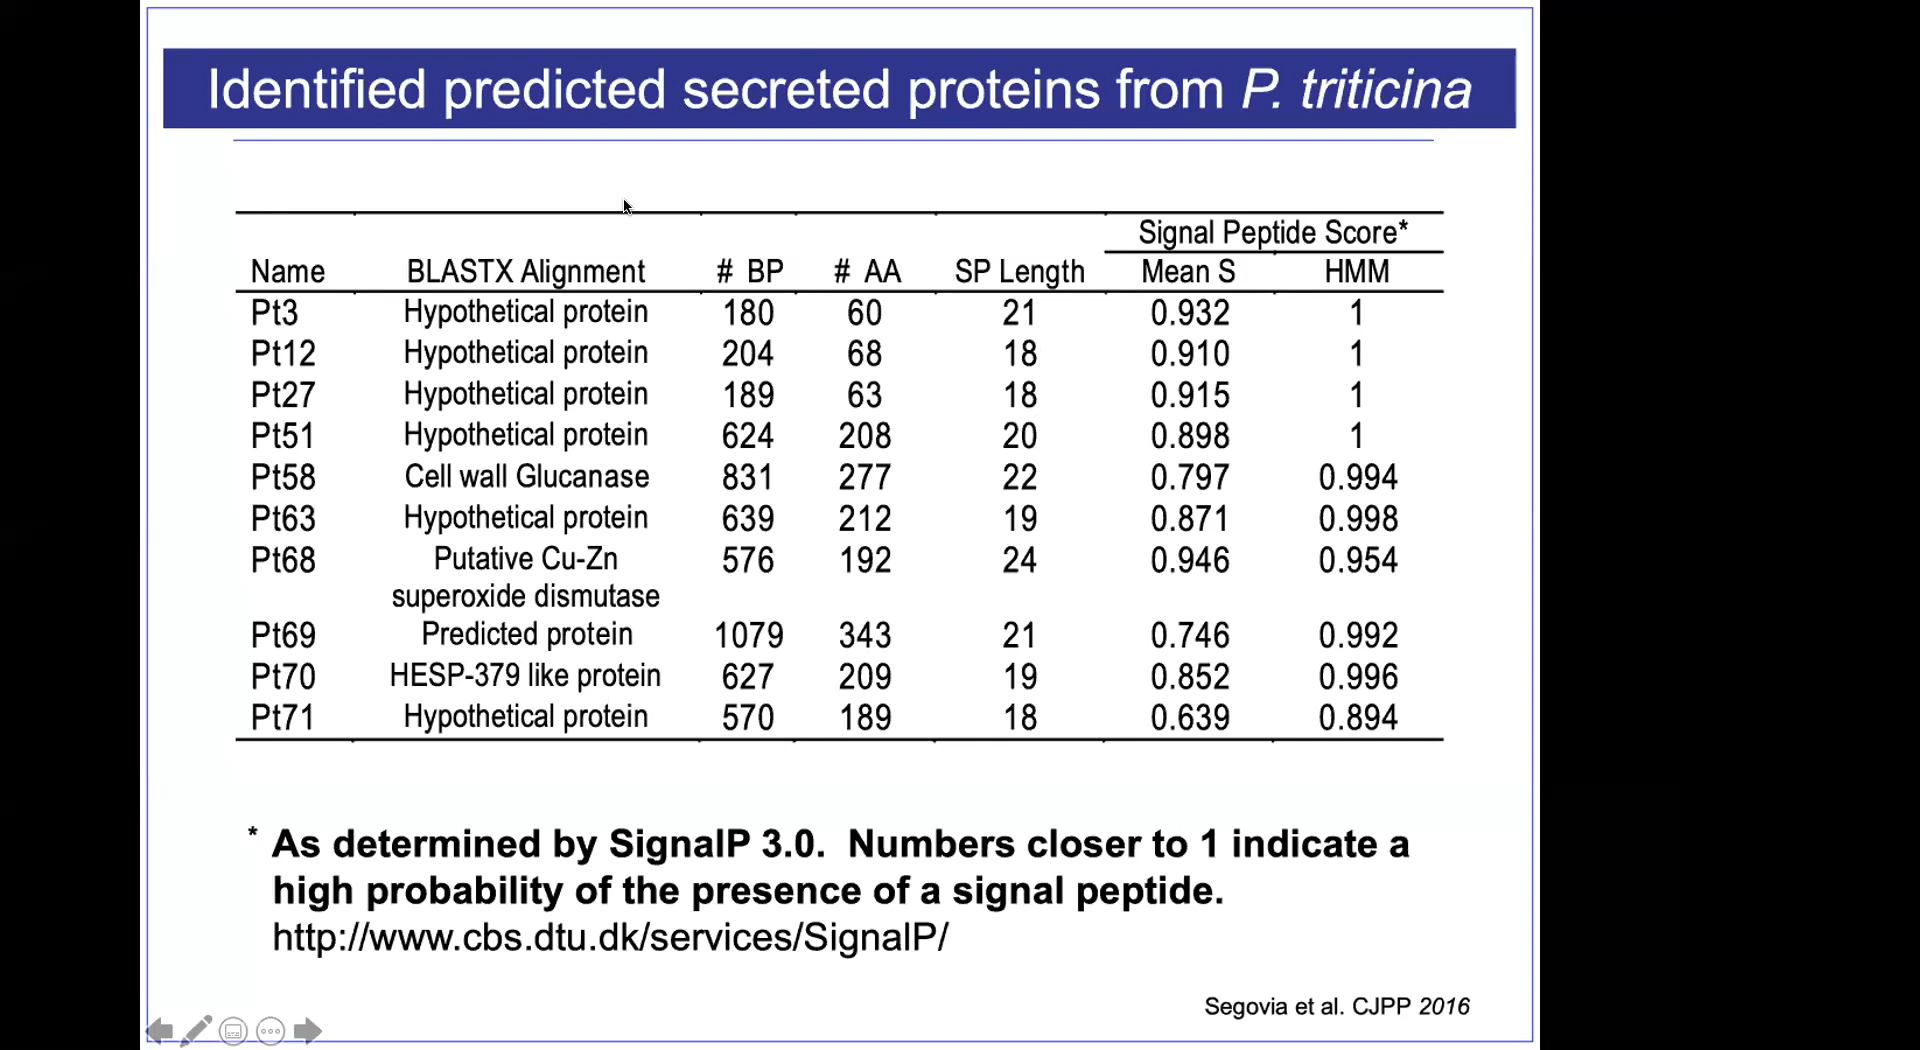 Identified predicted secreted proteins from P. triticina
Signal Peptide Score*
Name BLASTX Alignment # BP # AA SP Length Mean S HMM
Pt3 Hypothetical protein 180 60 21 0.932 1
Pt12 Hypothetical protein 204 68 18 0.910 1
Pt27 Hypothetical protein 189 63 18 0.915 1
Pt51 Hypothetical protein 624 208 20 0.898 1
Pt58 Cell wall Glucanase 831 277 22 0.797 0.994
Pt63 Hypothetical protein 639 212 19 0.871 0.998
Pt68 Putative Cu-Zn 576 192 24 0.946 0.954
superoxide dismutase
Pt69 Predicted protein 1079 343 21 0.746 0.992
Pt70 HESP-379 like protein 627 209 19 0.852 0.996
Pt71 Hypothetical protein 570 189 18 0.639 0.894
* As determined by SignalP 3.0. Numbers closer to 1 indicate a
high probability of the presence of a signal peptide.
http://www.cbs.dtu.dk/services/SignalP/
Segovia et al. CJPP 2016